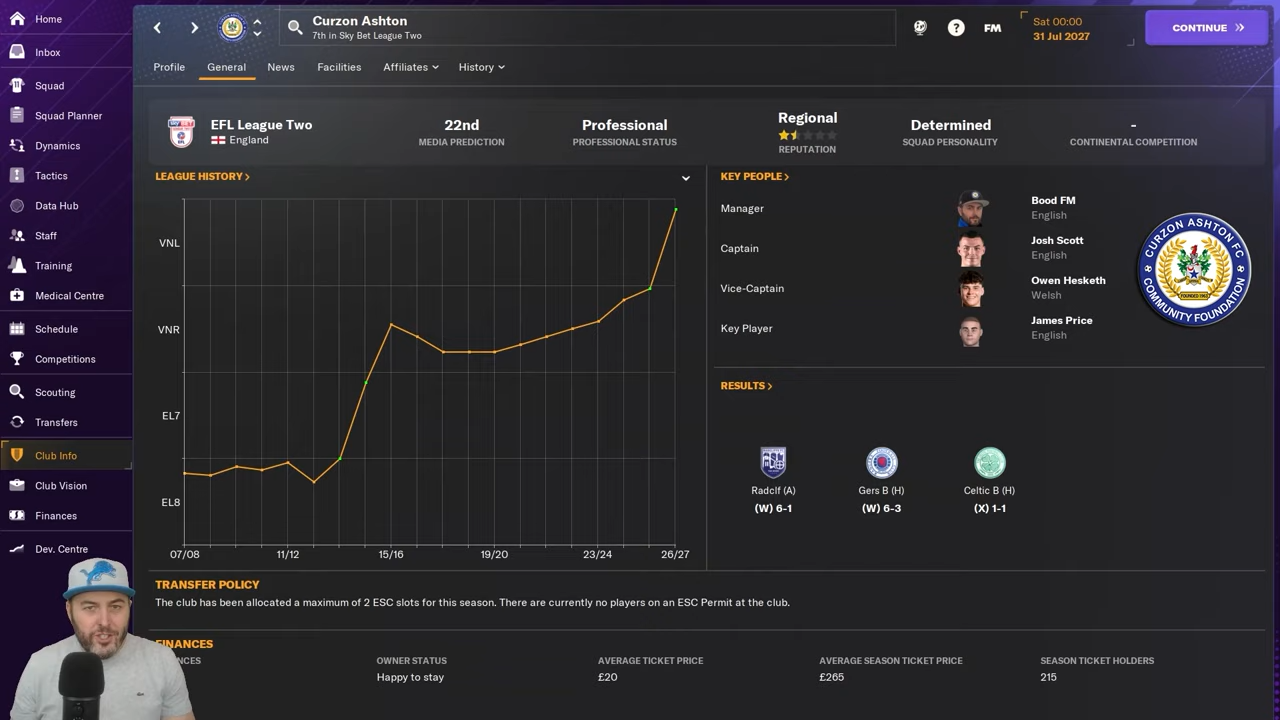 Home
Inbox
Squad
Squad Planner
Dynamics
Tactics
Data Hub
Staff
Training
Medical Centre
Schedule
Competitions
Scouting
Transfers
Club Info
Club Vision
Finances
Dev. Centre
Curzon Ashton
7th in Sky Bet League Two
FM
Sat 00:00
31 Jul 2027
CONTINUE
Profile
General
News
Facilities
Affiliates
History
EFL League Two
England
22nd
MEDIA PREDICTION
Professional
PROFESSIONAL STATUS
Regional
REPUTATION
Determined
SQUAD PERSONALITY
-
CONTINENTAL COMPETITION
LEAGUE HISTORY >
VNL
VNR
EL7
EL8
07/08 11/12 15/16 19/20 23/24 26/27
KEY PEOPLE >
Manager
Bood FM
English
Captain
Josh Scott
English
Vice-Captain
Owen Hesketh
Welsh
Key Player
James Price
English
CURZON ASHTON FC
COMMUNITY FOUNDATION
RESULTS >
Radclf (A)
(W) 6-1
Gers B (H)
(W) 6-3
Celtic B (H)
(X) 1-1
TRANSFER POLICY
The club has been allocated a maximum of 2 ESC slots for this season. There are currently no players on an ESC Permit at the club.
FINANCES
NCES
OWNER STATUS
Happy to stay
AVERAGE TICKET PRICE
£20
AVERAGE SEASON TICKET PRICE
£265
SEASON TICKET HOLDERS
215